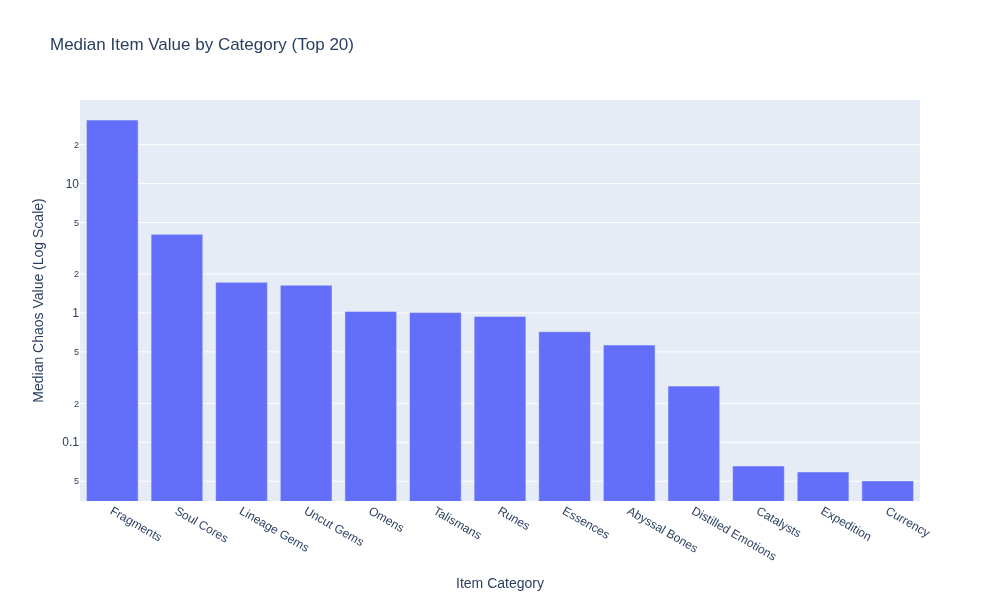 Median Item Value by Category (Top 20)
Median Chaos Value (Log Scale)
2
10
5
2
1
5
2
0.1
5
Fragments
Soul Cores
Lineage Gems
Uncut Gems
Omens
Talismans
Runes
Essences
Abyssal Bones
Distilled Emotions
Catalysts
Expedition
Currency
Item Category